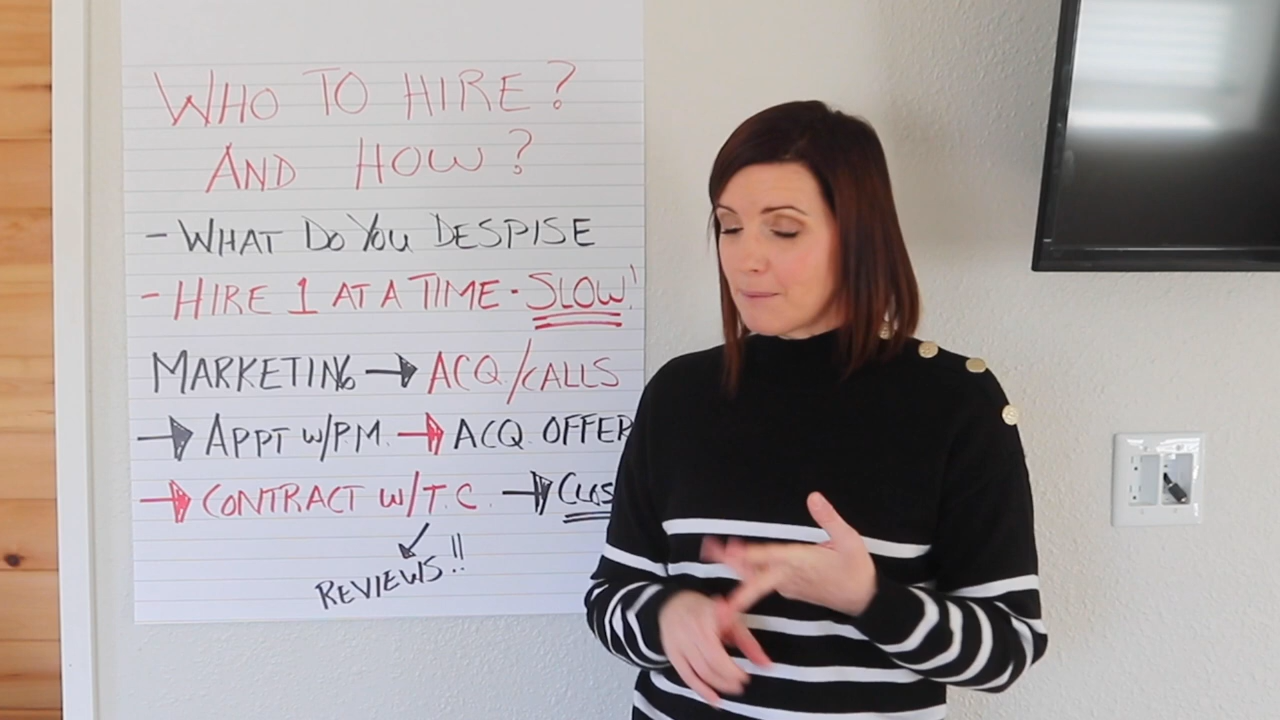 WHO TO HIRE?
AND HOW?
- WHAT DO YOU DESPISE
- HIRE 1 AT A TIME - SLOW!
MARKETING → ACQ/CALLS
→ APPT W/PM → ACQ OFFER
→ CONTRACT W/T.C. → CLOS
REVIEWS!!